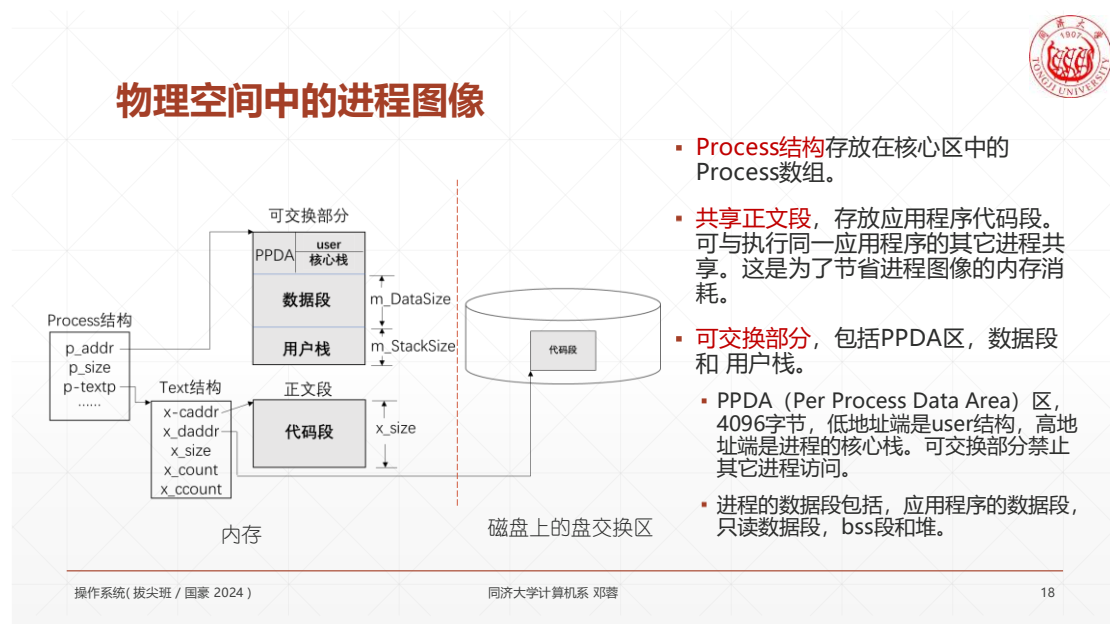 同济大学
1907
TONGJI UNIVERSITY
物理空间中的进程图像
可交换部分
PPDA
user
核心栈
数据段
m_DataSize
用户栈
m_StackSize
Process结构
p_addr
p_size
p-textp
······
Text结构
x-caddr
x_daddr
x_size
x_count
x_ccount
正文段
代码段
x_size
代码段
内存
磁盘上的盘交换区
▪ Process结构存放在核心区中的
Process数组。
▪ 共享正文段，存放应用程序代码段。
可与执行同一应用程序的其它进程共
享。这是为了节省进程图像的内存消
耗。
▪ 可交换部分，包括PPDA区，数据段
和 用户栈。
▪ PPDA（Per Process Data Area）区，
4096字节，低地址端是user结构，高地
址端是进程的核心栈。可交换部分禁止
其它进程访问。
▪ 进程的数据段包括，应用程序的数据段，
只读数据段，bss段和堆。
操作系统( 拔尖班 / 国豪 2024 )
同济大学计算机系 邓蓉
18